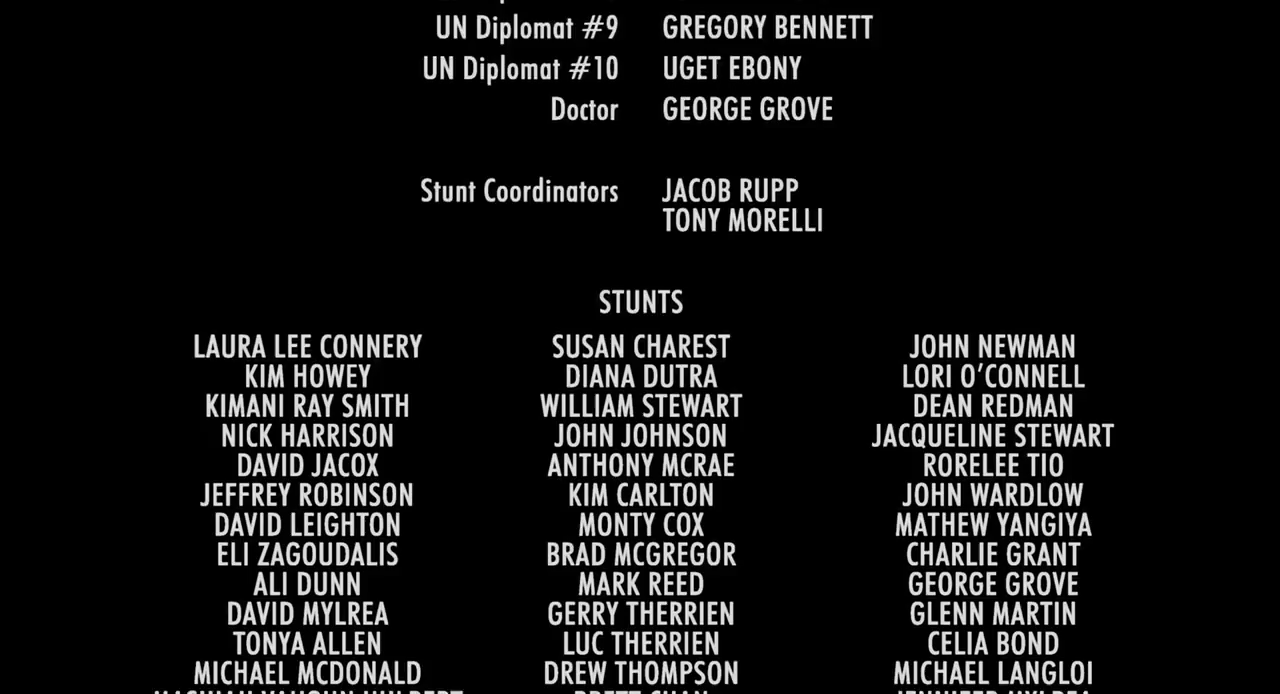 UN Diplomat #9 GREGORY BENNETT
UN Diplomat #10 UGET EBONY
Doctor GEORGE GROVE
Stunt Coordinators JACOB RUPP
TONY MORELLI
STUNTS
LAURA LEE CONNERY SUSAN CHAREST JOHN NEWMAN
KIM HOWEY DIANA DUTRA LORI O'CONNELL
KIMANI RAY SMITH WILLIAM STEWART DEAN REDMAN
NICK HARRISON JOHN JOHNSON JACQUELINE STEWART
DAVID JACOX ANTHONY MCRAE RORELEE TIO
JEFFREY ROBINSON KIM CARLTON JOHN WARDLOW
DAVID LEIGHTON MONTY COX MATHEW YANGIYA
ELI ZAGOUDALIS BRAD MCGREGOR CHARLIE GRANT
ALI DUNN MARK REED GEORGE GROVE
DAVID MYLREA GERRY THERRIEN GLENN MARTIN
TONYA ALLEN LUC THERRIEN CELIA BOND
MICHAEL MCDONALD DREW THOMPSON MICHAEL LANGLOI